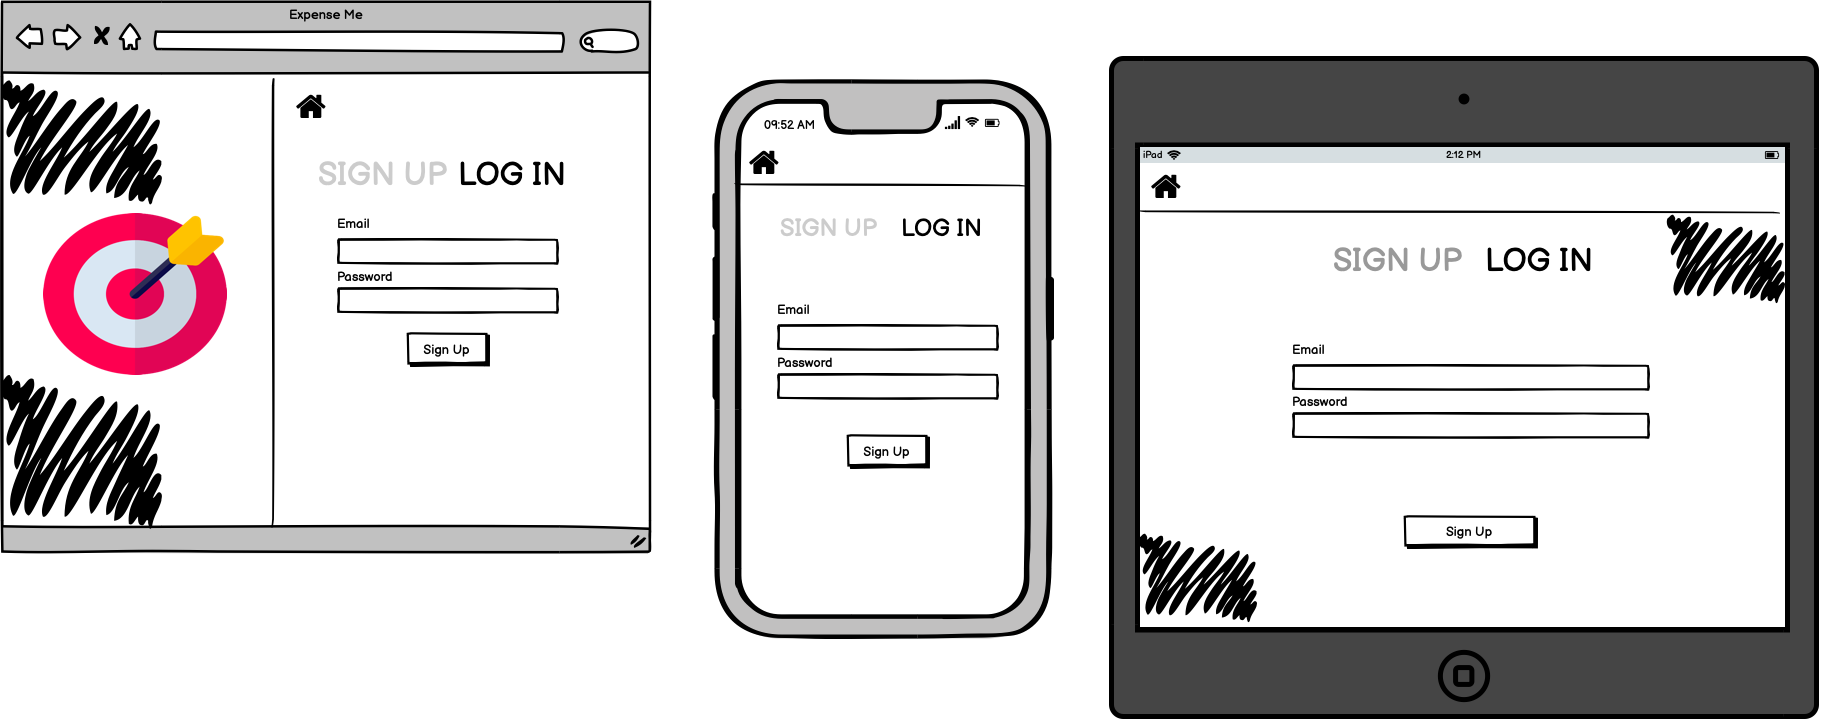 Expense Me
SIGN UP LOG IN
Email
Password
Sign Up
09:52 AM
SIGN UP LOG IN
Email
Password
Sign Up
iPad 2:12 PM
SIGN UP LOG IN
Email
Password
Sign Up